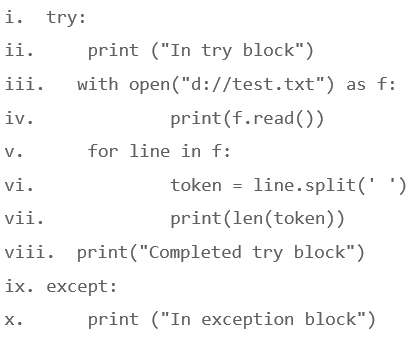 i. try:
ii. print ("In try block")
iii. with open("d://test.txt") as f:
iv. print(f.read())
v. for line in f:
vi. token = line.split(' ')
vii. print(len(token))
viii. print("Completed try block")
ix. except:
x. print ("In exception block")